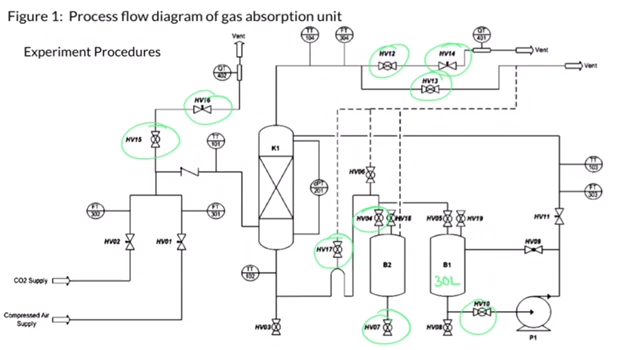 Figure 1: Process flow diagram of gas absorption unit
Experiment Procedures
Vent
TT
104
FT
304
QT
401
HV12
HV14
Vent
Vent
HV13
QT
402
HV16
HV15
TT
101
K1
dPT
201
HV06
TT
103
FT
303
FT
302
FT
301
HV02
HV01
HV04
HV18
HV05
HV19
HV11
HV17
HV09
TT
102
B2
B1
30L
CO2 Supply
HV10
Compressed Air
Supply
HV03
HV07
HV08
P1